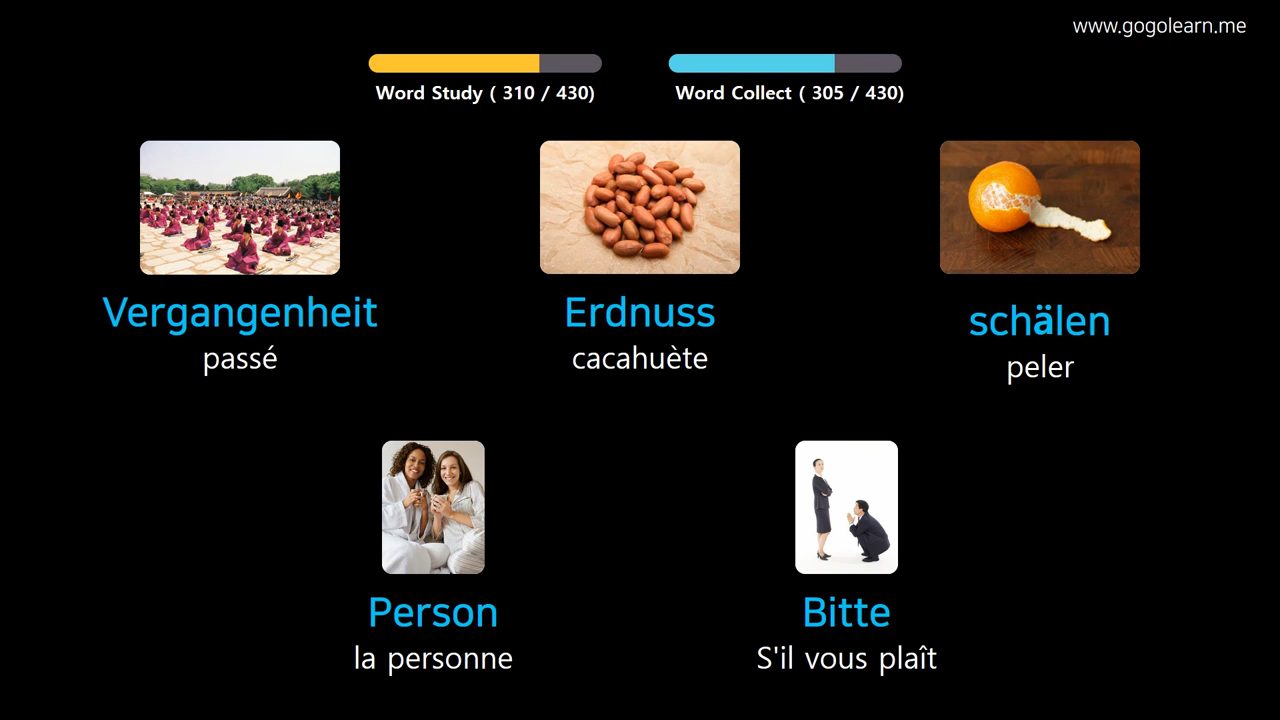 www.gogolearn.me
Word Study ( 310 / 430)
Word Collect ( 305 / 430)
Vergangenheit
passé
Erdnuss
cacahuète
schälen
peler
Person
la personne
Bitte
S'il vous plaît